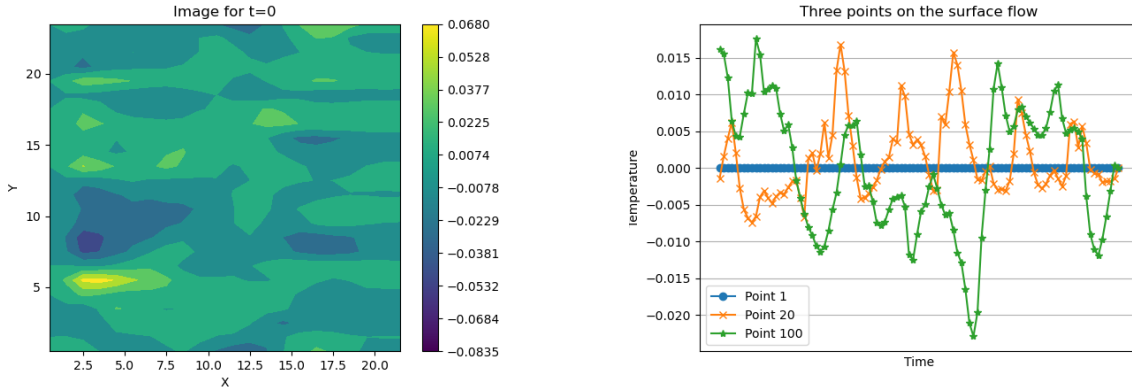 Image for t=0
Y
20
15
10
5
2.5 5.0 7.5 10.0 12.5 15.0 17.5 20.0
X
0.0680
0.0528
0.0377
0.0226
0.0074
−0.0078
−0.0229
−0.0381
−0.0532
−0.0684
−0.0835
Three points on the surface flow
Temperature
0.015
0.010
0.005
0.000
−0.005
−0.010
−0.015
−0.020
Point 1
Point 20
Point 100
Time